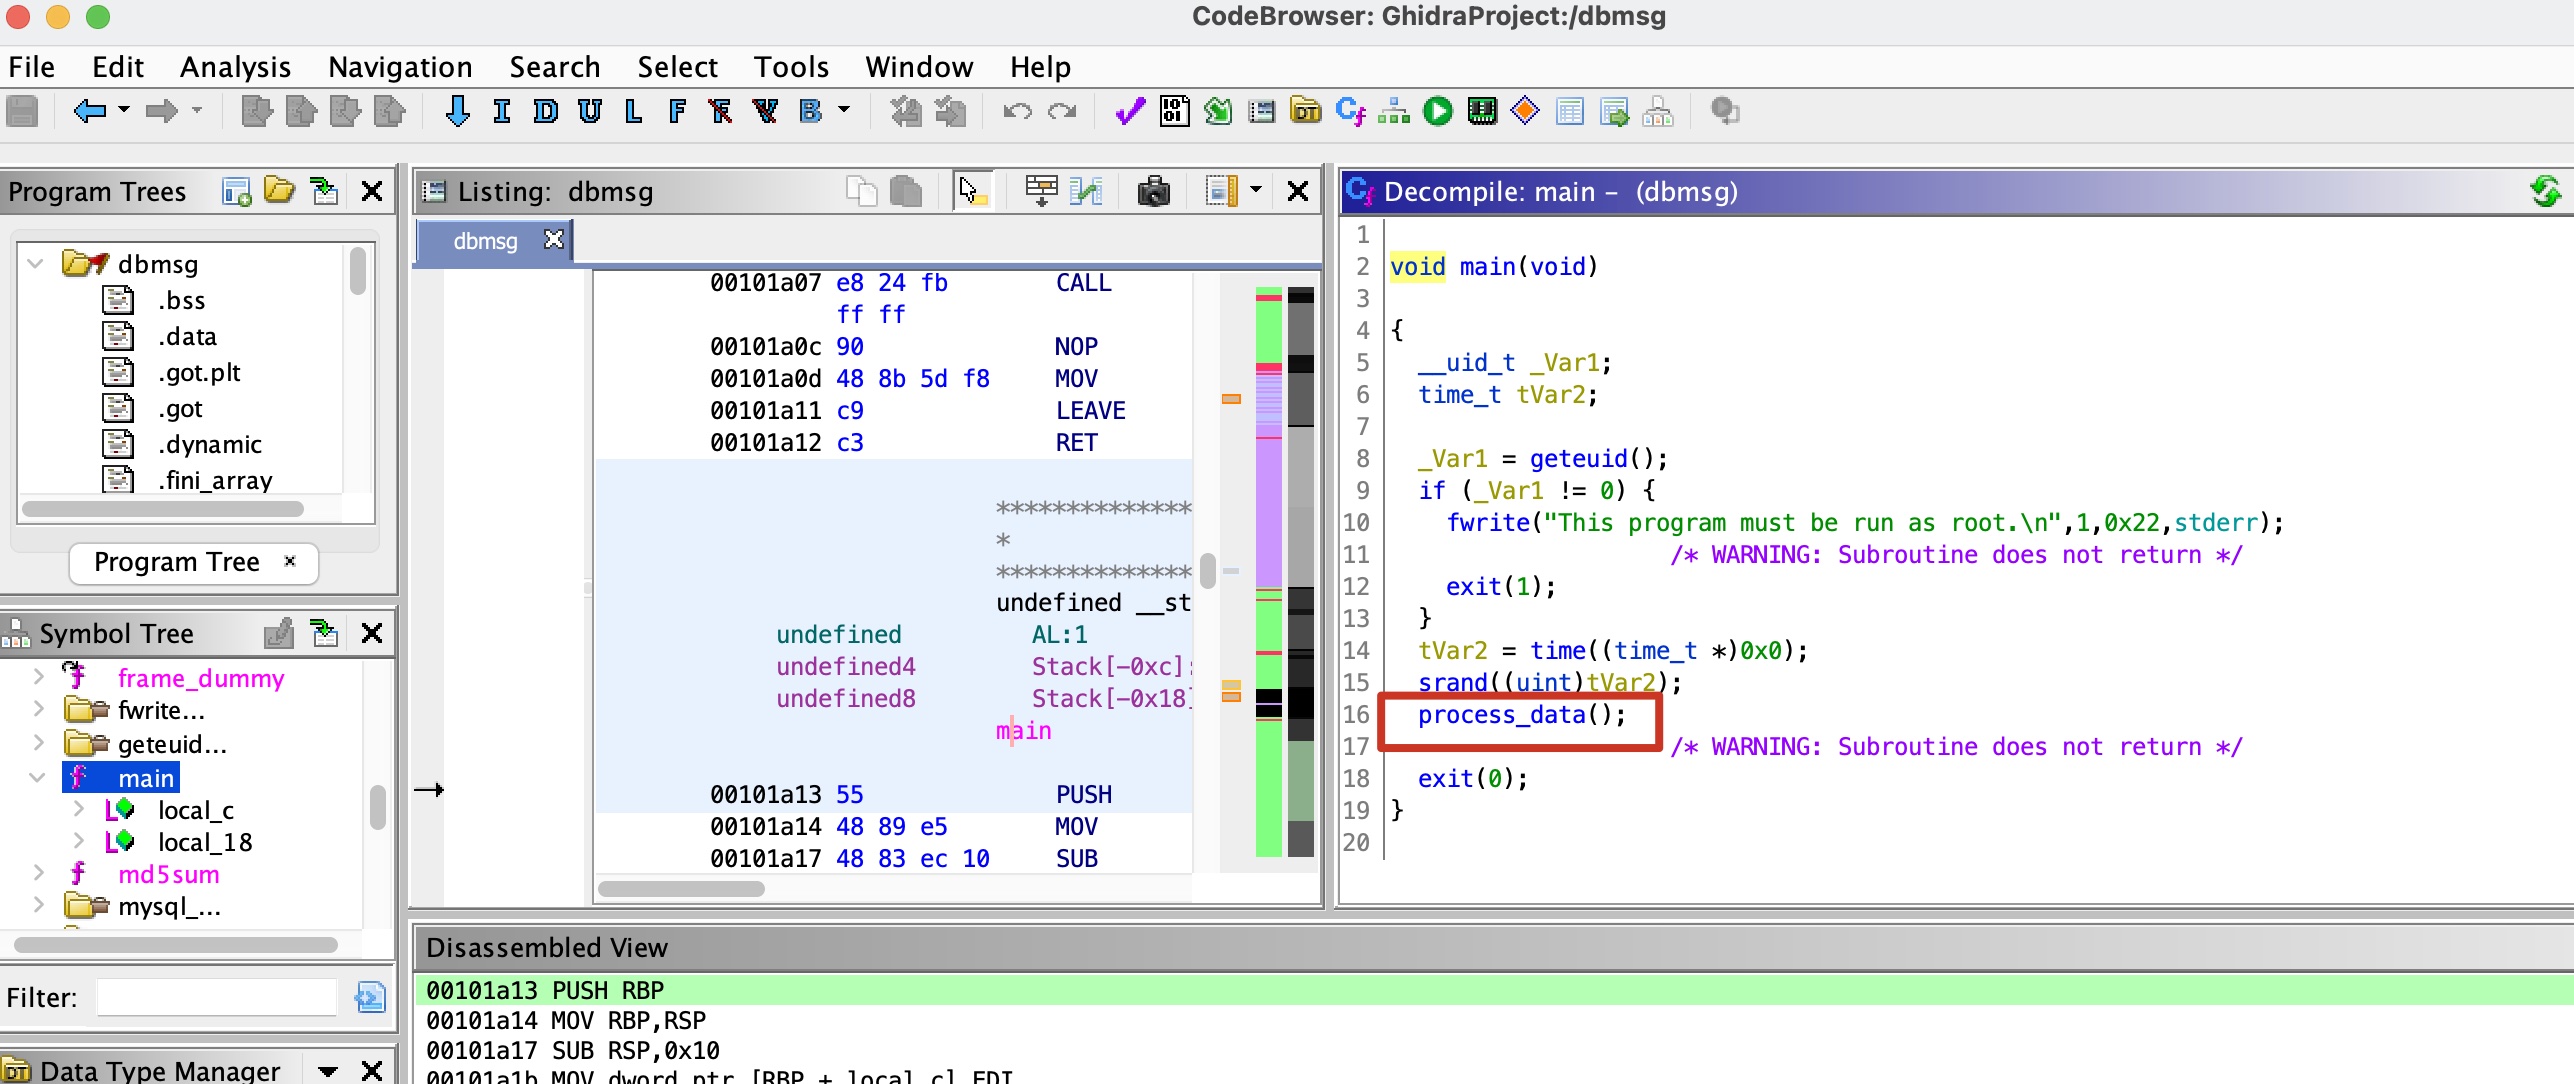 CodeBrowser: GhidraProject:/dbmsg
File Edit Analysis Navigation Search Select Tools Window Help
I D U L F F V B
Program Trees
dbmsg
.bss
.data
.got.plt
.got
.dynamic
.fini_array
Program Tree ×
Symbol Tree
frame_dummy
fwrite...
geteuid...
main
local_c
local_18
md5sum
mysql_...
Filter:
Data Type Manager
Listing: dbmsg
dbmsg
00101a07 e8 24 fb CALL
ff ff
00101a0c 90 NOP
00101a0d 48 8b 5d f8 MOV
00101a11 c9 LEAVE
00101a12 c3 RET
**************
*
**************
undefined __st
undefined AL:1
undefined4 Stack[-0xc]:
undefined8 Stack[-0x18]
main
00101a13 55 PUSH
00101a14 48 89 e5 MOV
00101a17 48 83 ec 10 SUB
Decompile: main - (dbmsg)
1
2 void main(void)
3
4 {
5 __uid_t _Var1;
6 time_t tVar2;
7
8 _Var1 = geteuid();
9 if (_Var1 != 0) {
10 fwrite("This program must be run as root.\n",1,0x22,stderr);
11 /* WARNING: Subroutine does not return */
12 exit(1);
13 }
14 tVar2 = time((time_t *)0x0);
15 srand((uint)tVar2);
16 process_data();
17 /* WARNING: Subroutine does not return */
18 exit(0);
19 }
20
Disassembled View
00101a13 PUSH RBP
00101a14 MOV RBP,RSP
00101a17 SUB RSP,0x10
00101a1b MOV dword ptr [RBP + local_c],EDI